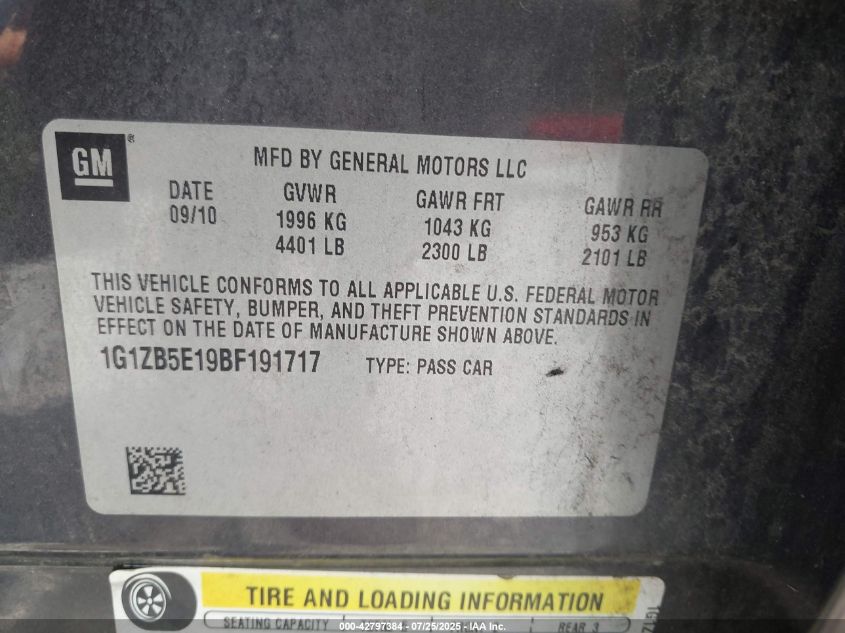 GM®
MFD BY GENERAL MOTORS LLC
DATE GVWR GAWR FRT GAWR RR
09/10 1996 KG 1043 KG 953 KG
4401 LB 2300 LB 2101 LB
THIS VEHICLE CONFORMS TO ALL APPLICABLE U.S. FEDERAL MOTOR
VEHICLE SAFETY, BUMPER, AND THEFT PREVENTION STANDARDS IN
EFFECT ON THE DATE OF MANUFACTURE SHOWN ABOVE.
1G1ZB5E19BF191717 TYPE: PASS CAR
TIRE AND LOADING INFORMATION
SEATING CAPACITY REAR 3
000-42797384 - 07/25/2025 - IAA Inc.